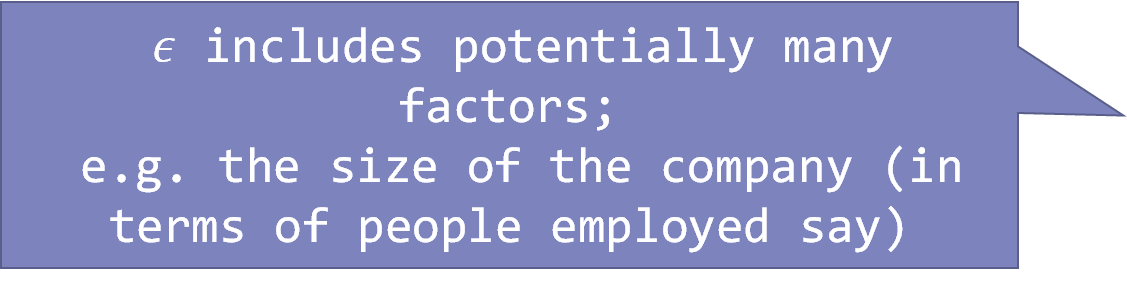 ϵ includes potentially many
factors;
e.g. the size of the company (in
terms of people employed say)